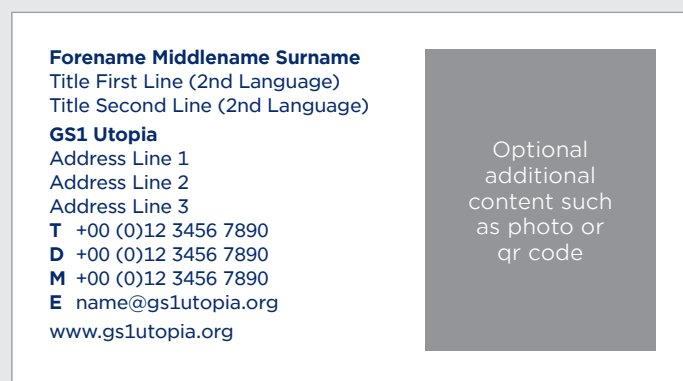 Forename Middlename Surname
Title First Line (2nd Language)
Title Second Line (2nd Language)
GS1 Utopia
Address Line 1
Address Line 2
Address Line 3
T +00 (0)12 3456 7890
D +00 (0)12 3456 7890
M +00 (0)12 3456 7890
E name@gs1utopia.org
www.gs1utopia.org
Optional
additional
content such
as photo or
qr code